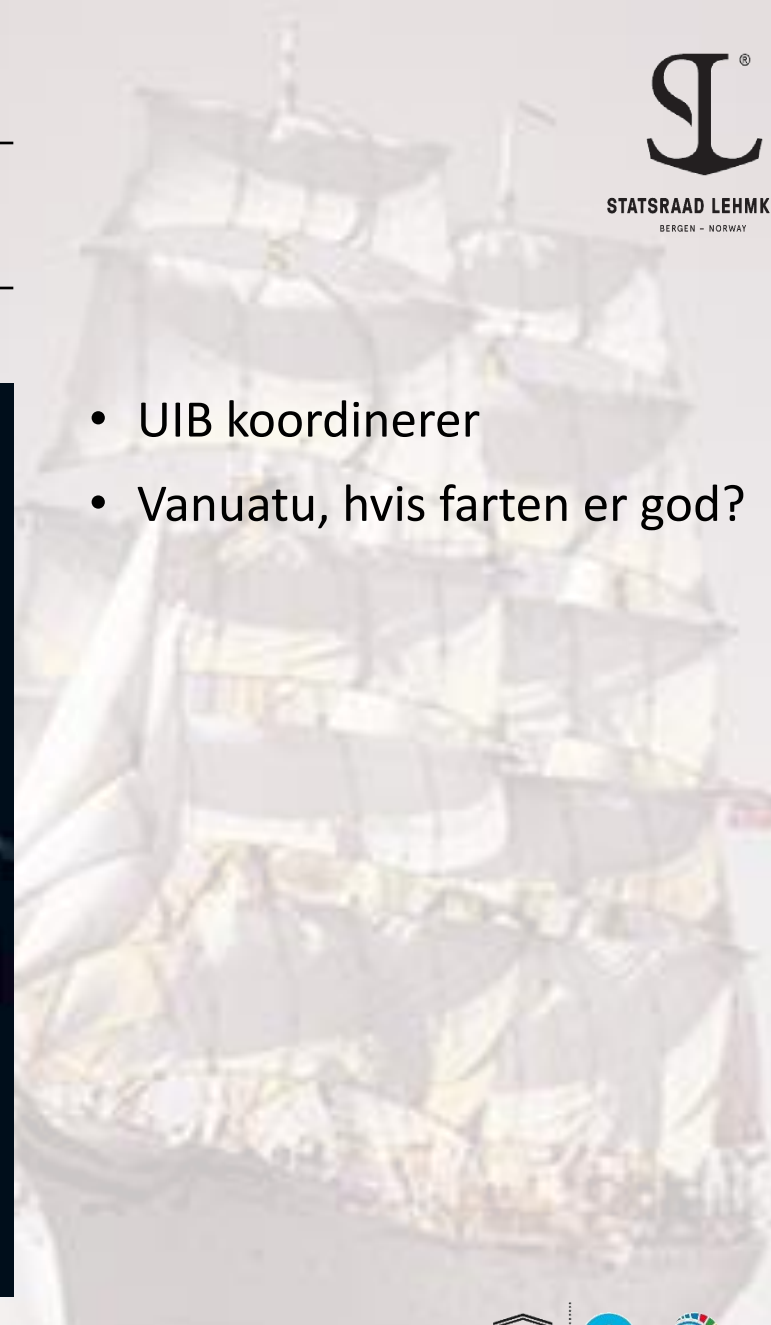 ®
STATSRAAD LEHMK
BERGEN – NORWAY
• UIB koordinerer
• Vanuatu, hvis farten er god?